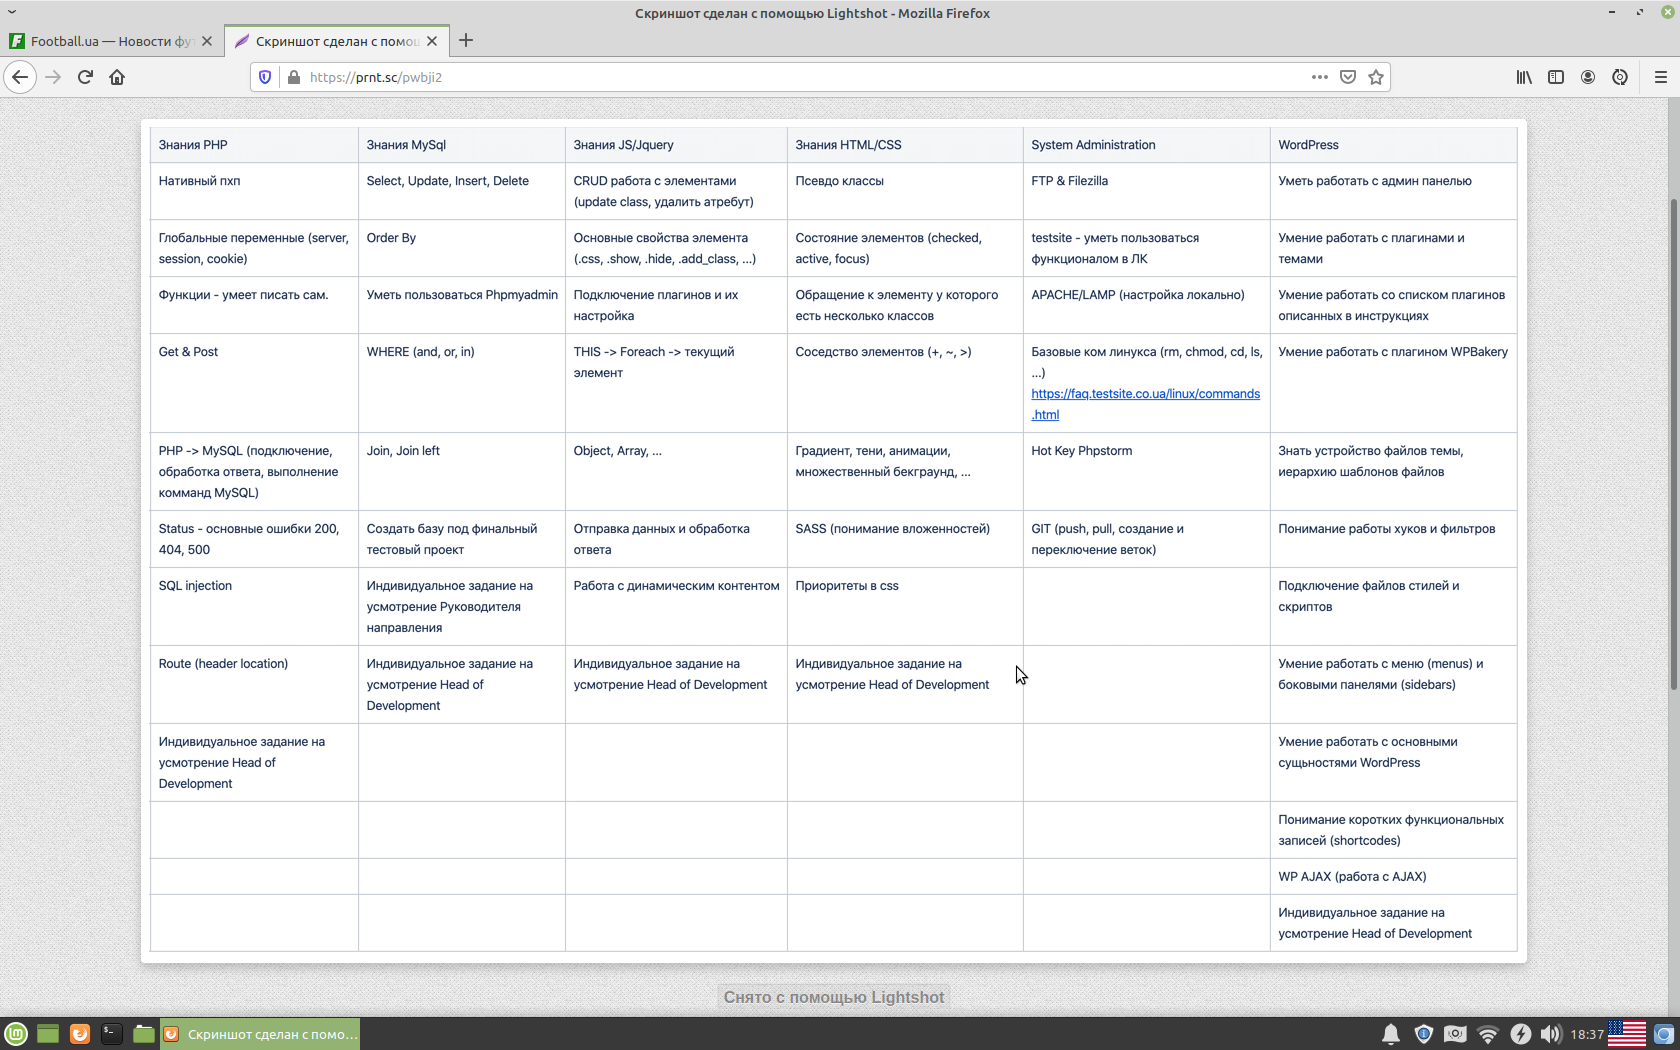 Скриншот сделан с помощью Lightshot - Mozilla Firefox
Football.ua — Новости фу
Скриншот сделан с помо
https://prnt.sc/pwbji2
Знания PHP
Знания MySql
Знания JS/Jquery
Знания HTML/CSS
System Administration
WordPress
Нативный пхп
Select, Update, Insert, Delete
CRUD работа с элементами
(update class, удалить атребут)
Псевдо классы
FTP & Filezilla
Уметь работать с админ панелью
Глобальные переменные (server,
session, cookie)
Order By
Основные свойства элемента
(.css, .show, .hide, .add_class, ...)
Состояние элементов (checked,
active, focus)
testsite - уметь пользоваться
функционалом в ЛК
Умение работать с плагинами и
темами
Функции - умеет писать сам.
Уметь пользоваться Phpmyadmin
Подключение плагинов и их
настройка
Обращение к элементу у которого
есть несколько классов
APACHE/LAMP (настройка локально)
Умение работать со списком плагинов
описанных в инструкциях
Get & Post
WHERE (and, or, in)
THIS -> Foreach -> текущий
элемент
Соседство элементов (+, ~, >)
Базовые ком линукса (rm, chmod, cd, ls,
...)
https://faq.testsite.co.ua/linux/commands
.html
Умение работать с плагином WPBakery
PHP -> MySQL (подключение,
обработка ответа, выполнение
комманд MySQL)
Join, Join left
Object, Array, ...
Градиент, тени, анимации,
множественный бекграунд, ...
Hot Key Phpstorm
Знать устройство файлов темы,
иерархию шаблонов файлов
Status - основные ошибки 200,
404, 500
Создать базу под финальный
тестовый проект
Отправка данных и обработка
ответа
SASS (понимание вложенностей)
GIT (push, pull, создание и
переключение веток)
Понимание работы хуков и фильтров
SQL injection
Индивидуальное задание на
усмотрение Руководителя
направления
Работа с динамическим контентом
Приоритеты в css
Подключение файлов стилей и
скриптов
Route (header location)
Индивидуальное задание на
усмотрение Head of
Development
Индивидуальное задание на
усмотрение Head of Development
Индивидуальное задание на
усмотрение Head of Development
Умение работать с меню (menus) и
боковыми панелями (sidebars)
Индивидуальное задание на
усмотрение Head of
Development
Умение работать с основными
сущьностями WordPress
Понимание коротких функциональных
записей (shortcodes)
WP AJAX (работа с AJAX)
Индивидуальное задание на
усмотрение Head of Development
Снято с помощью Lightshot
Скриншот сделан с помо...
18:37